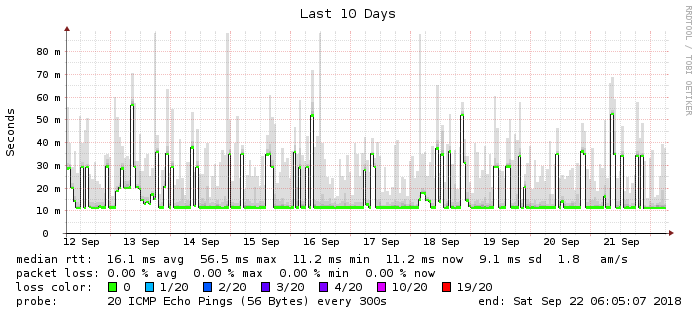 Last 10 Days
RRDTOOL / TOBI OETIKER
Seconds
80 m
70 m
60 m
50 m
40 m
30 m
20 m
10 m
0
12 Sep 13 Sep 14 Sep 15 Sep 16 Sep 17 Sep 18 Sep 19 Sep 20 Sep 21 Sep
median rtt: 16.1 ms avg 56.5 ms max 11.2 ms min 11.2 ms now 9.1 ms sd 1.8 am/s
packet loss: 0.00 % avg 0.00 % max 0.00 % min 0.00 % now
loss color: 0 1/20 2/20 3/20 4/20 10/20 19/20
probe: 20 ICMP Echo Pings (56 Bytes) every 300s end: Sat Sep 22 06:05:07 2018